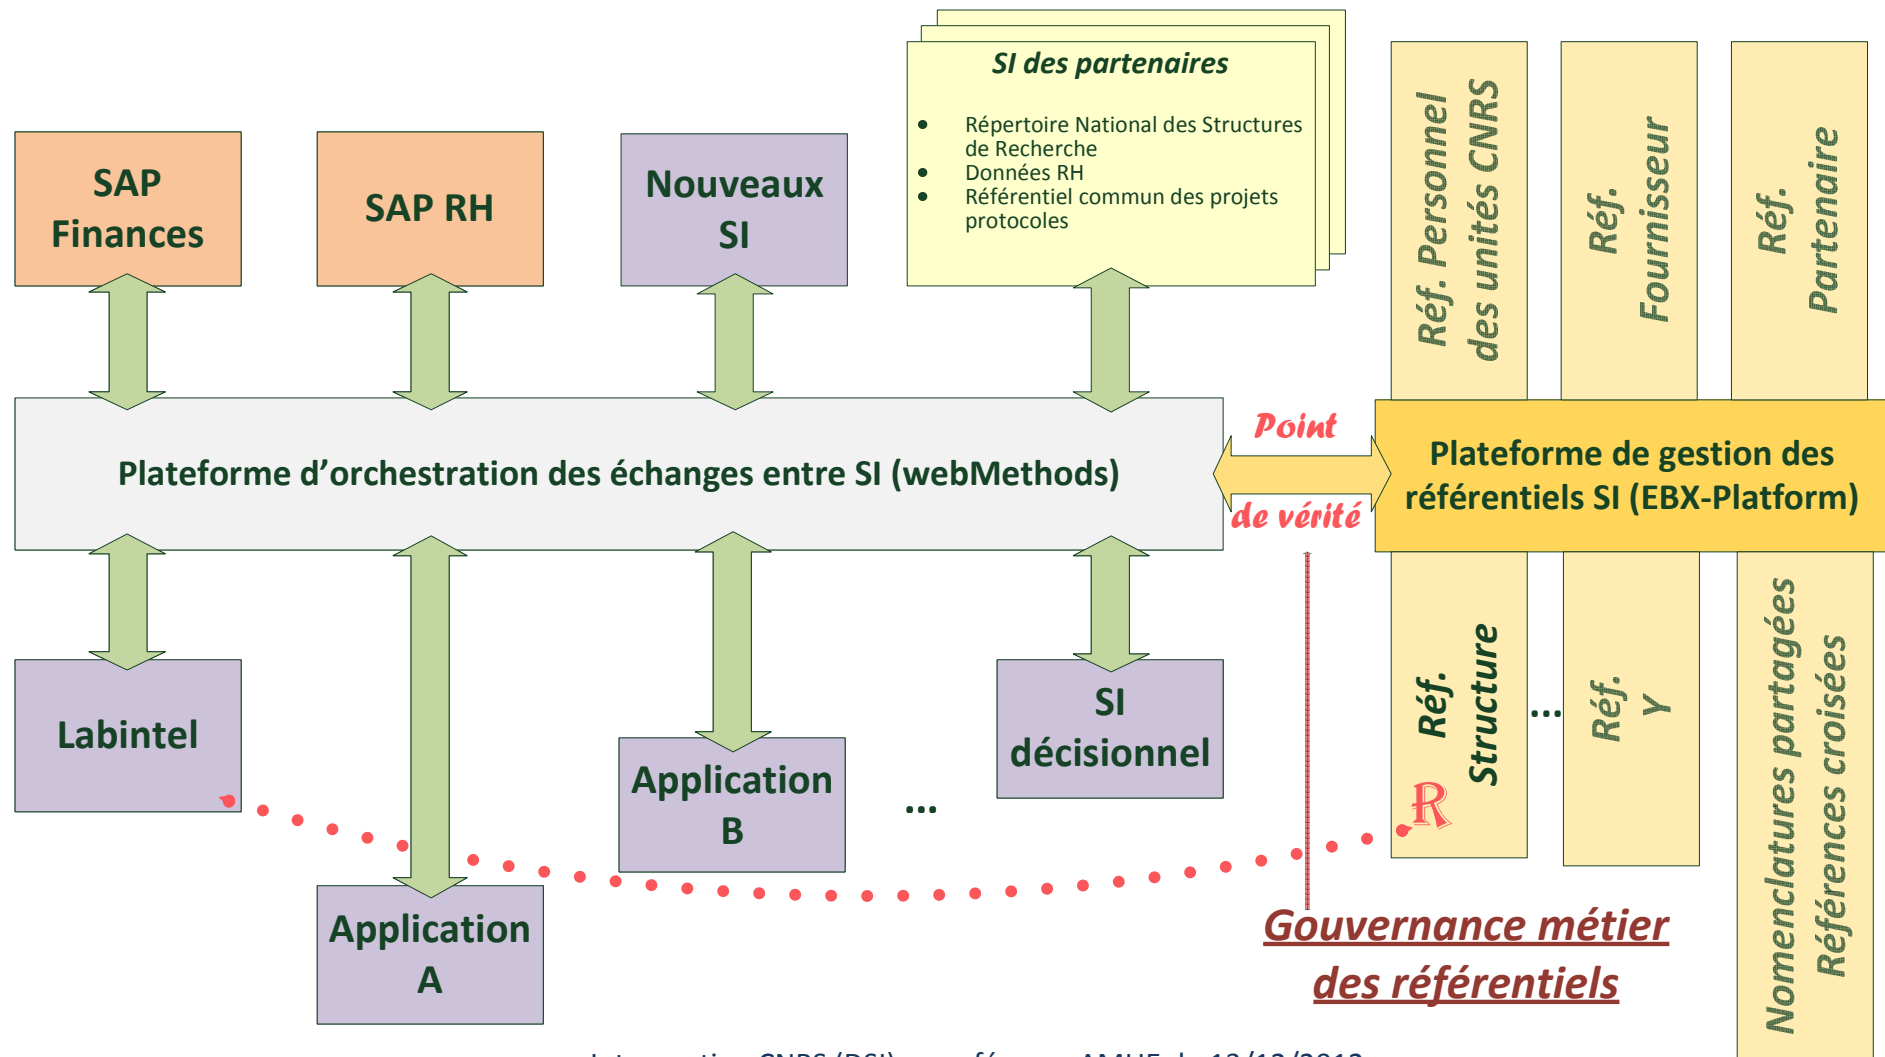 SI des partenaires
• Répertoire National des Structures
de Recherche
• Données RH
• Référentiel commun des projets
protocoles
SAP
Finances
SAP RH
Nouveaux
SI
Réf. Personnel
des unités CNRS
Réf.
Fournisseur
Réf.
Partenaire
Plateforme d’orchestration des échanges entre SI (webMethods)
Point
de vérité
Plateforme de gestion des
référentiels SI (EBX-Platform)
Labintel
Application
A
Application
B
...
SI
décisionnel
Réf.
Structure
R
...
Réf.
Y
Nomenclatures partagées
Références croisées
Gouvernance métier
des référentiels